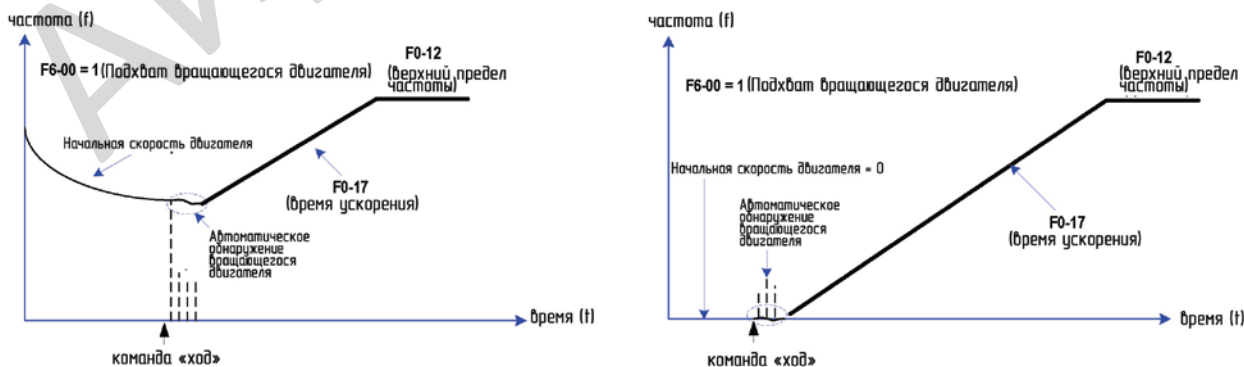 частота (f)
F6-00 = 1 (Подхват вращающегося двигателя)
F0-12
(верхний предел
частоты)
Начальная скорость двигателя
F0-17
(время ускорения)
Автоматическое
обнаружение
вращающегося
двигателя
время (t)
команда «ход»
частота (f)
F6-00 = 1 (Подхват вращающегося двигателя)
F0-12
(верхний предел
частоты)
Начальная скорость двигателя = 0
Автоматическое
обнаружение
вращающегося
двигателя
F0-17
(время ускорения)
время (t)
команда «ход»